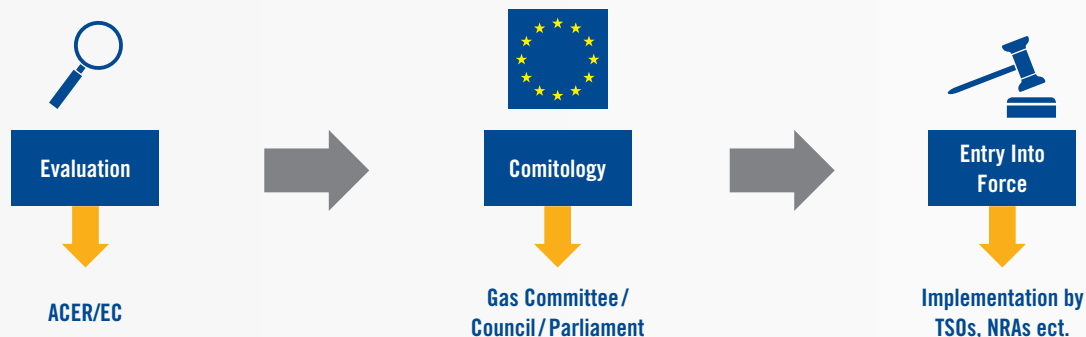 Evaluation
Comitology
Entry Into
Force
ACER/EC
Gas Committee/
Council/Parliament
Implementation by
TSOs, NRAs ect.